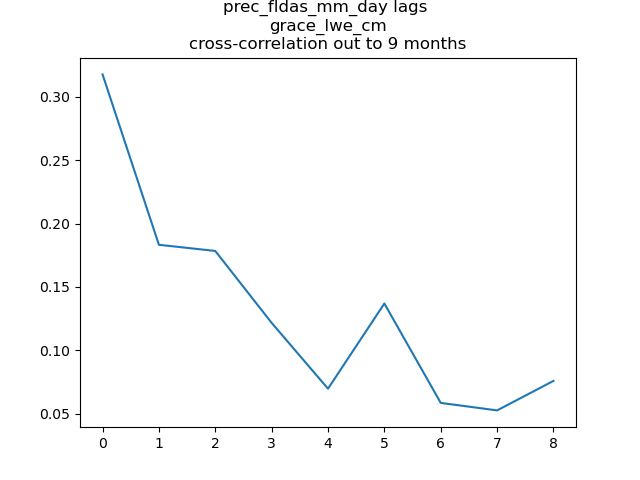 prec_fldas_mm_day lags
grace_lwe_cm
cross-correlation out to 9 months
0.30
0.25
0.20
0.15
0.10
0.05
0 1 2 3 4 5 6 7 8